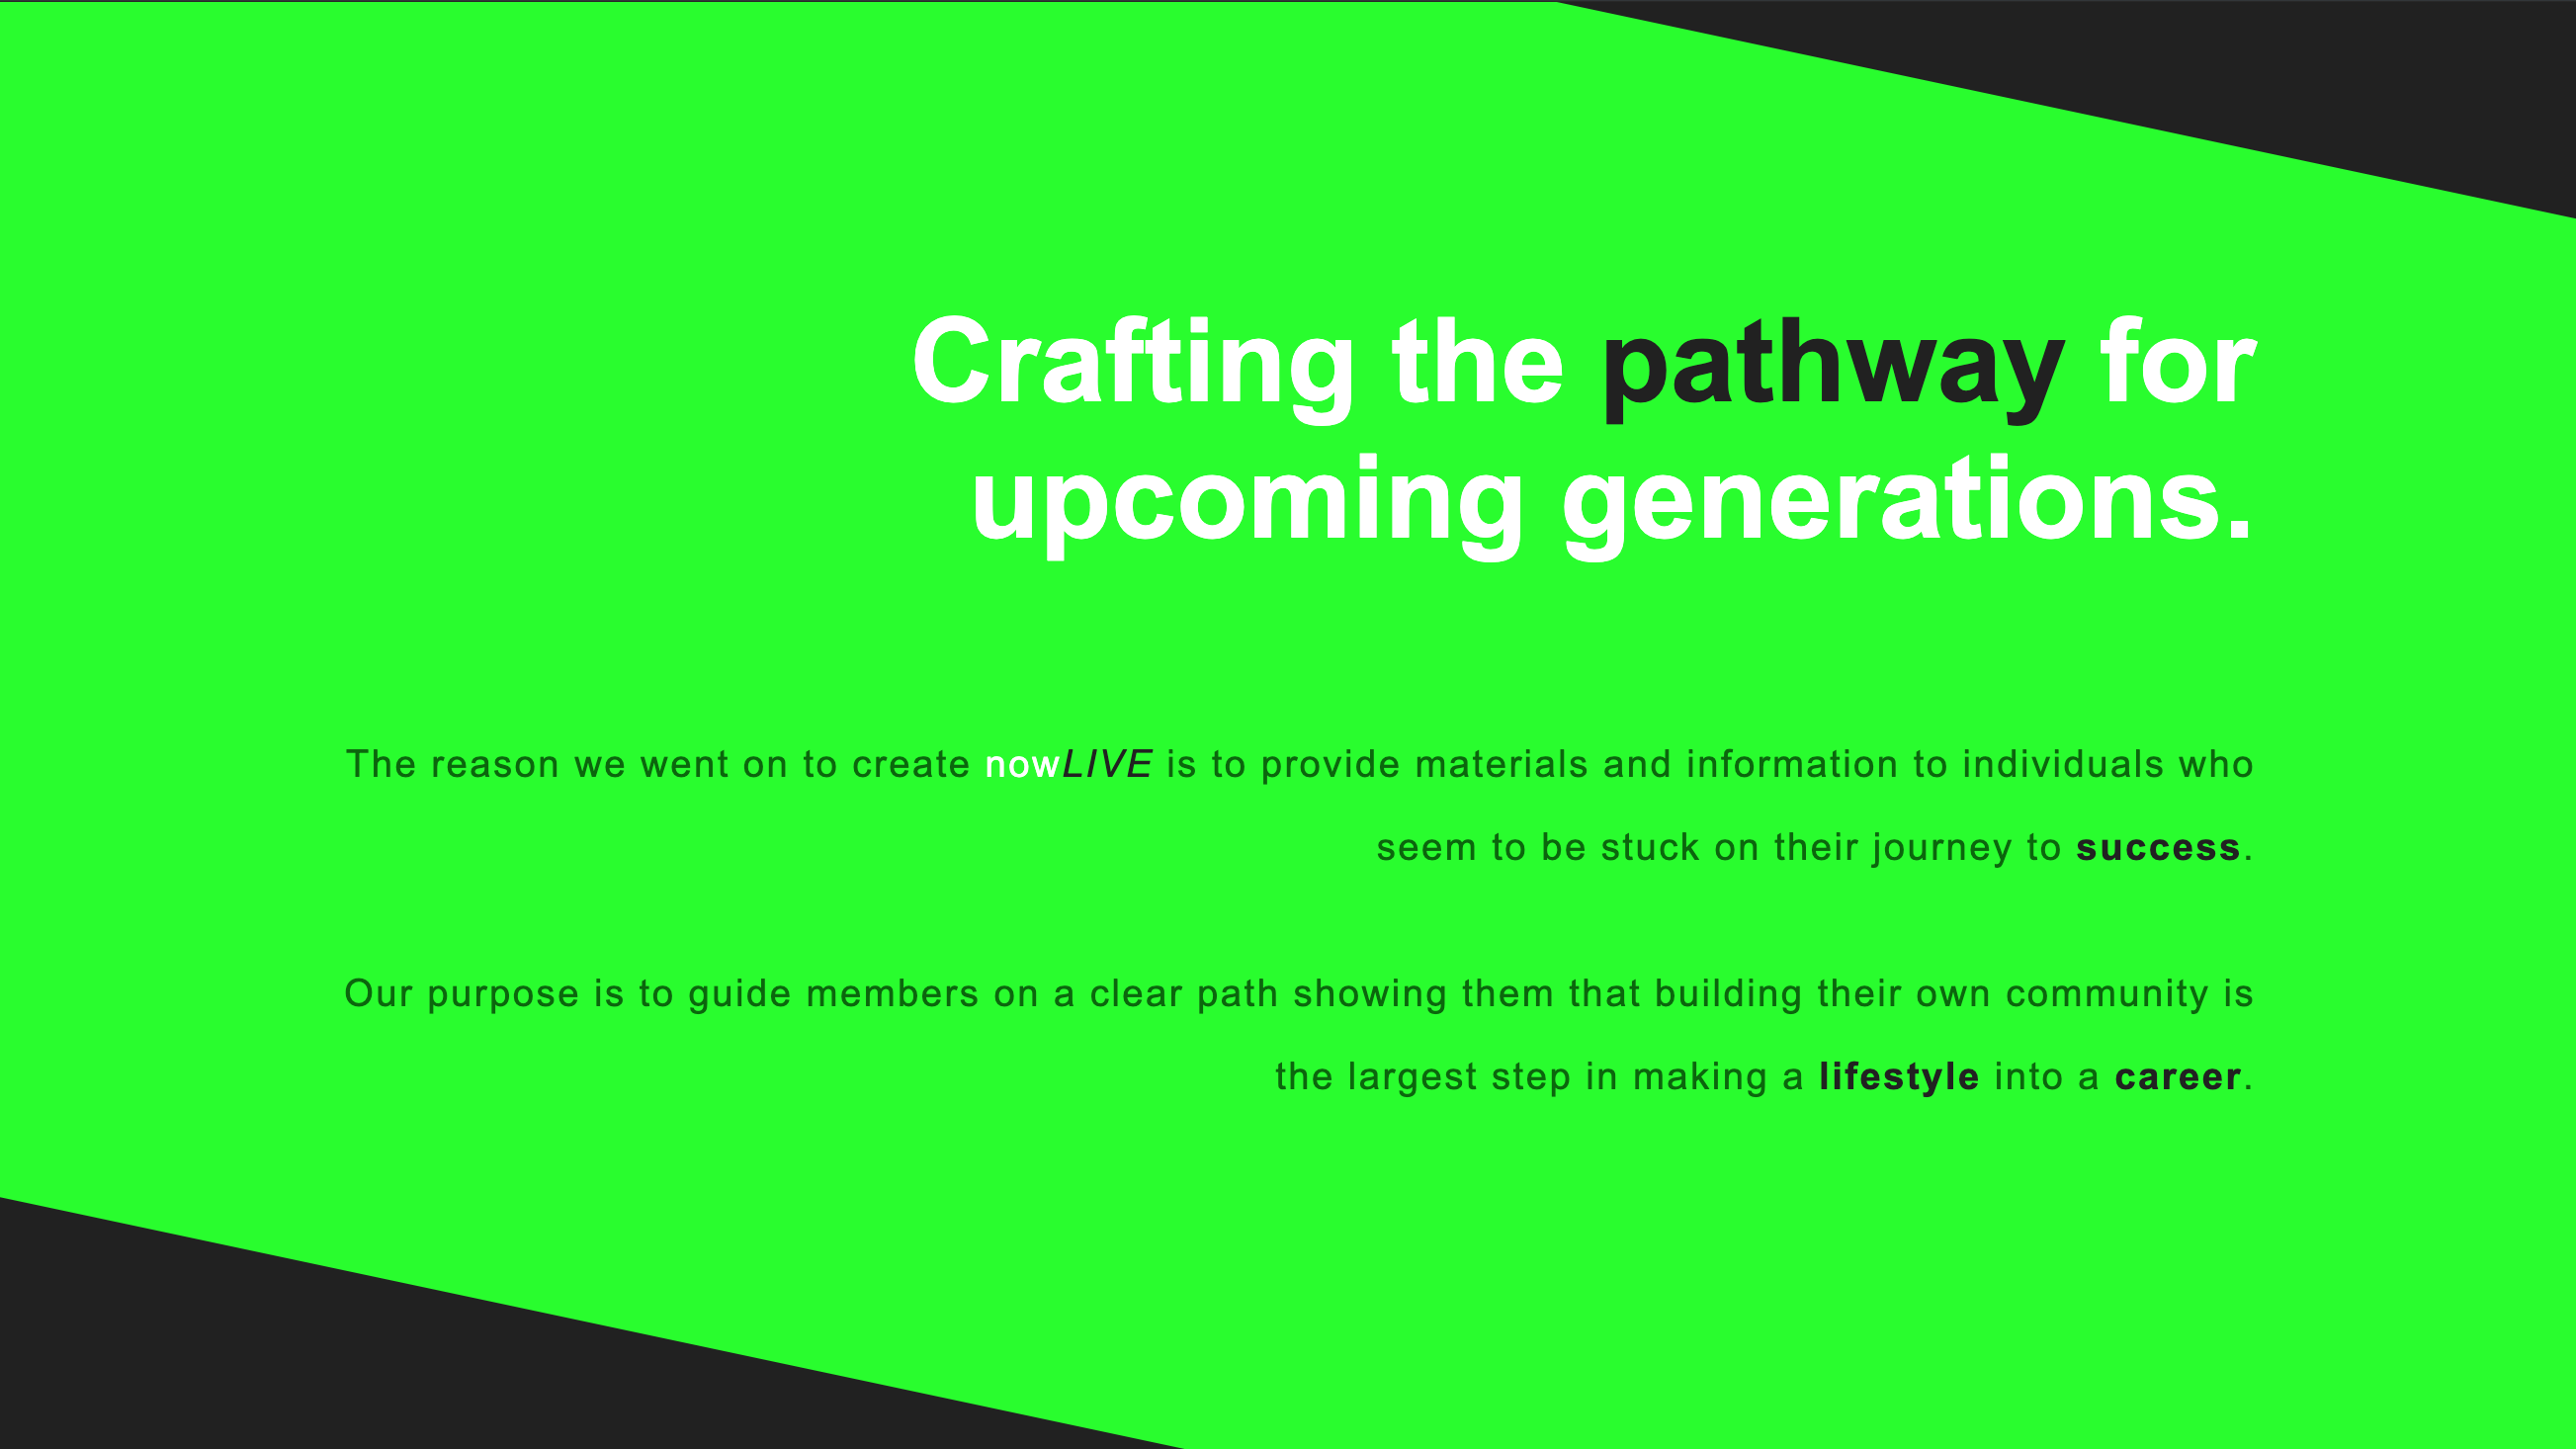 Crafting the pathway for
upcoming generations.
The reason we went on to create nowLIVE is to provide materials and information to individuals who
seem to be stuck on their journey to success.
Our purpose is to guide members on a clear path showing them that building their own community is
the largest step in making a lifestyle into a career.